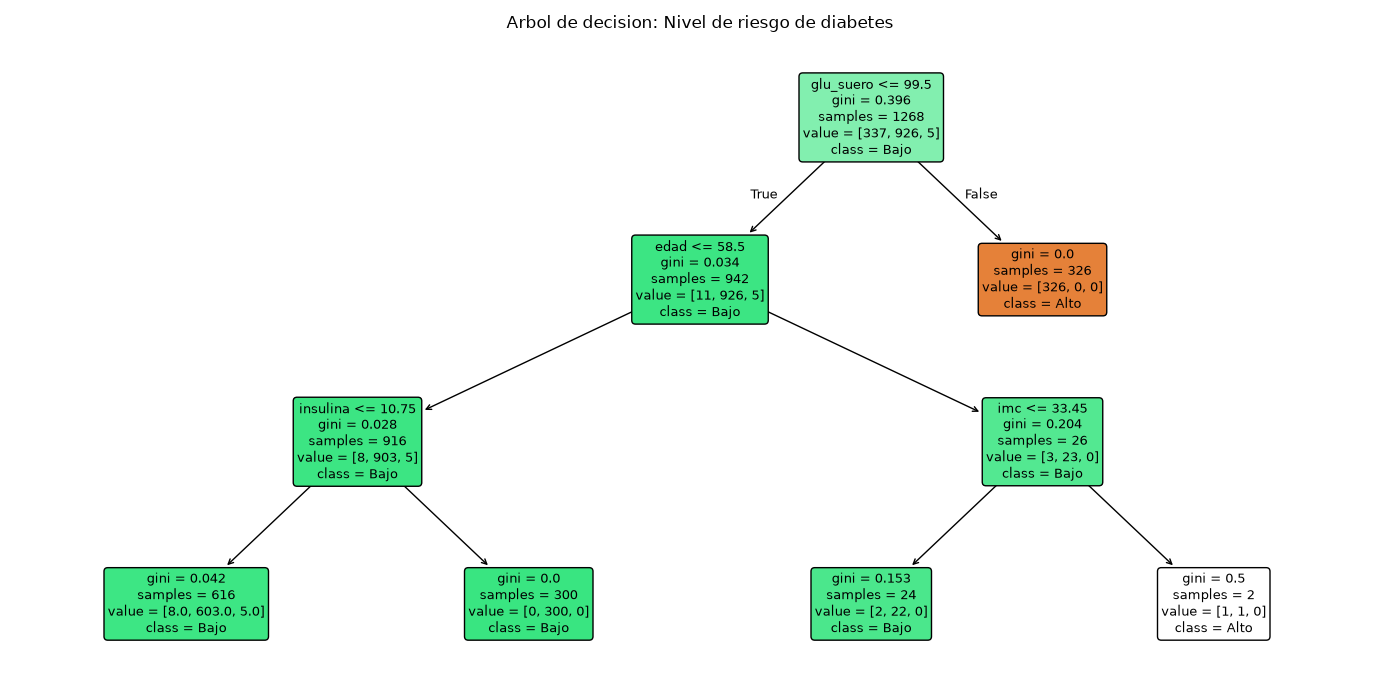 Arbol de decision: Nivel de riesgo de diabetes
glu_suero <= 99.5
gini = 0.396
samples = 1268
value = [337, 926, 5]
class = Bajo
True
False
edad <= 58.5
gini = 0.034
samples = 942
value = [11, 926, 5]
class = Bajo
gini = 0.0
samples = 326
value = [326, 0, 0]
class = Alto
insulina <= 10.75
gini = 0.028
samples = 916
value = [8, 903, 5]
class = Bajo
imc <= 33.45
gini = 0.204
samples = 26
value = [3, 23, 0]
class = Bajo
gini = 0.042
samples = 616
value = [8.0, 603.0, 5.0]
class = Bajo
gini = 0.0
samples = 300
value = [0, 300, 0]
class = Bajo
gini = 0.153
samples = 24
value = [2, 22, 0]
class = Bajo
gini = 0.5
samples = 2
value = [1, 1, 0]
class = Alto